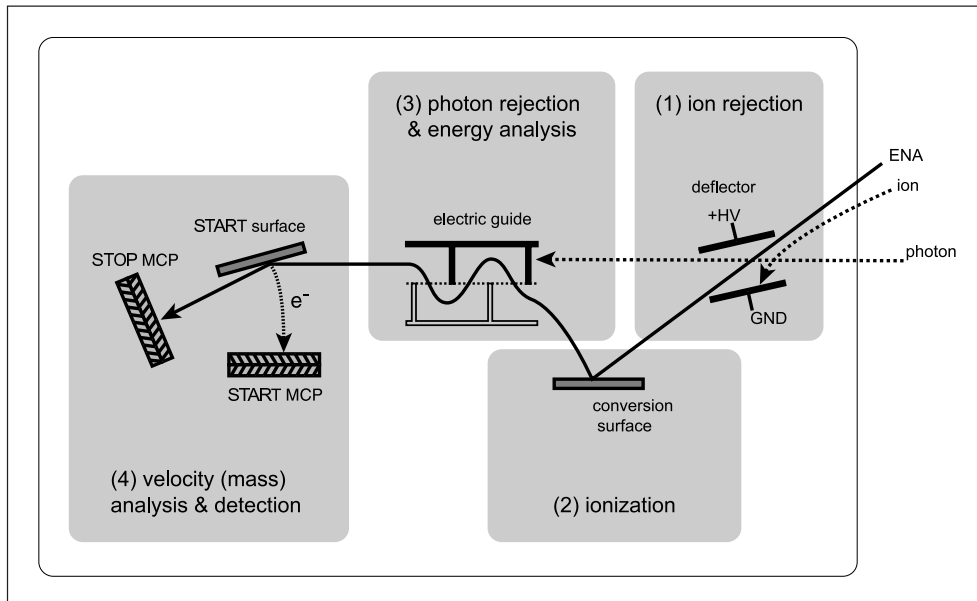 (3) photon rejection
& energy analysis
(1) ion rejection
ENA
ion
photon
deflector
+HV
GND
electric guide
START surface
STOP MCP
e-
START MCP
conversion
surface
(4) velocity (mass)
analysis & detection
(2) ionization